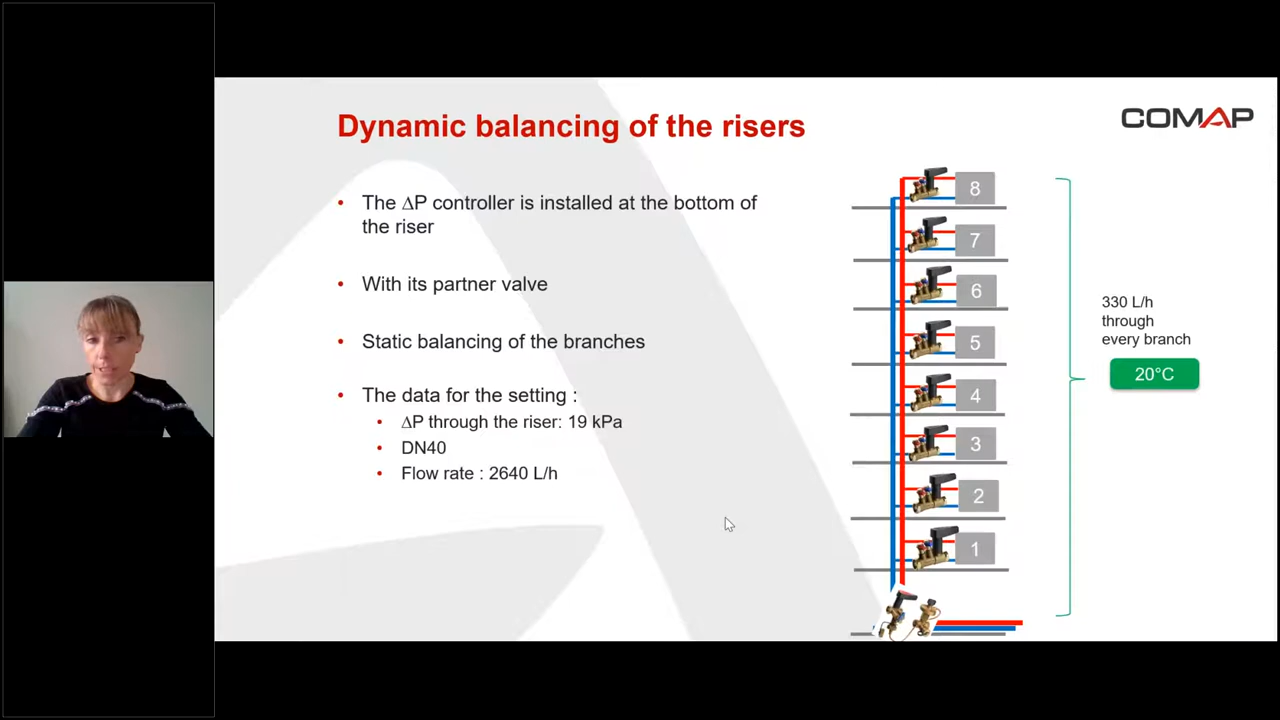 Dynamic balancing of the risers
COMAP
• The ΔP controller is installed at the bottom of
the riser
• With its partner valve
• Static balancing of the branches
• The data for the setting :
• ΔP through the riser: 19 kPa
• DN40
• Flow rate : 2640 L/h
8
7
6
5
4
3
2
1
330 L/h
through
every branch
20°C